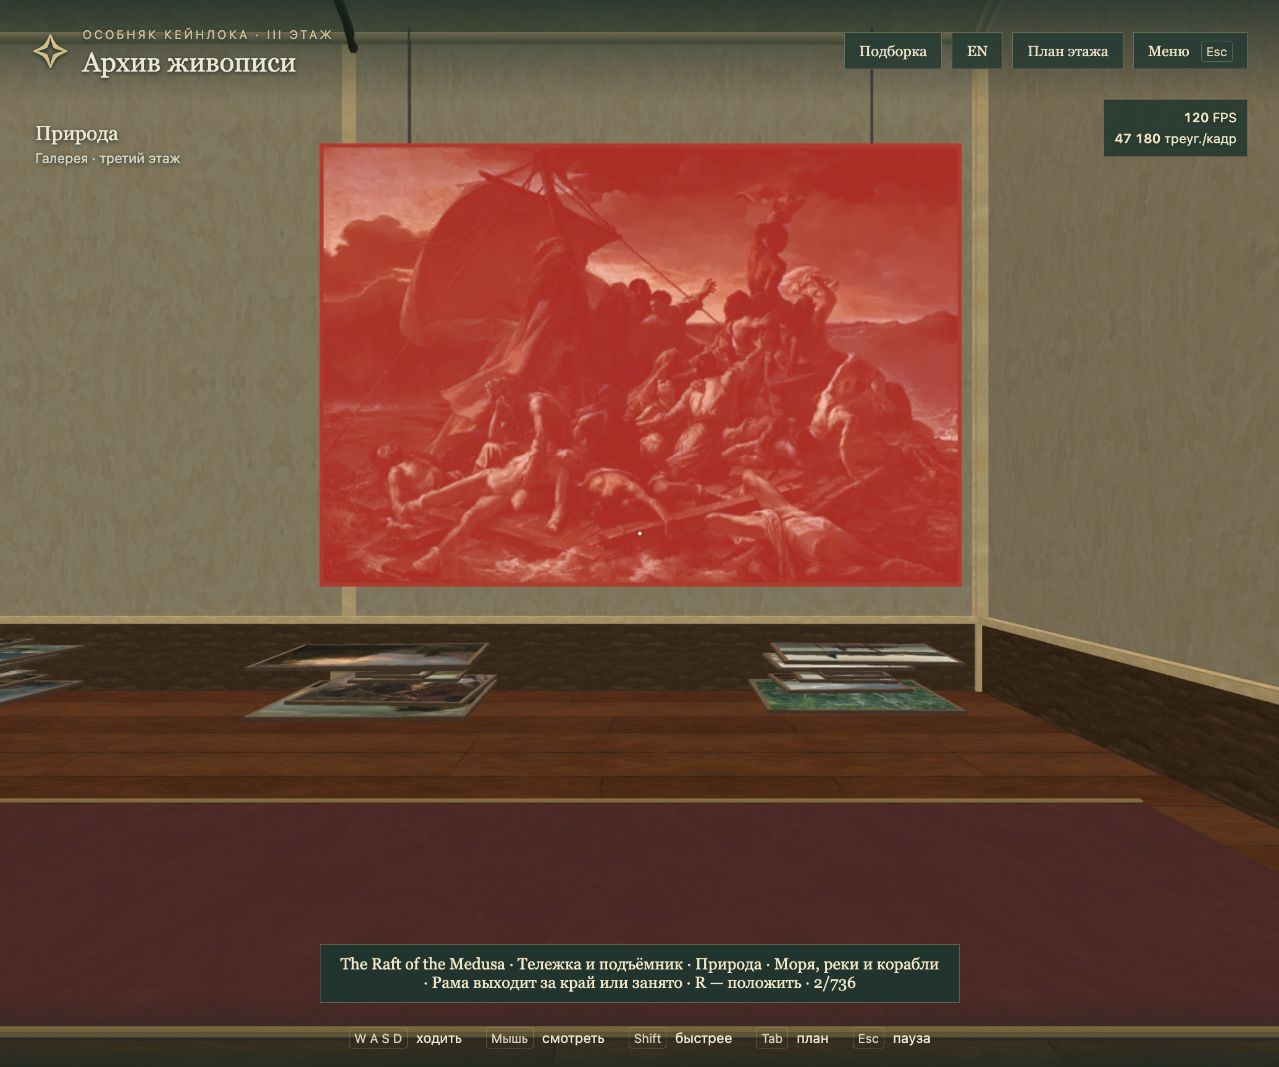 ОСОБНЯК КЕЙНЛОКА · III ЭТАЖ
Архив живописи
Подборка
EN
План этажа
Меню Esc
120 FPS
47 180 треуг./кадр
Природа
Галерея · третий этаж
The Raft of the Medusa · Тележка и подъёмник · Природа · Моря, реки и корабли
· Рама выходит за край или занято · R — положить · 2/736
W A S D ходить Мышь смотреть Shift быстрее Tab план Esc пауза